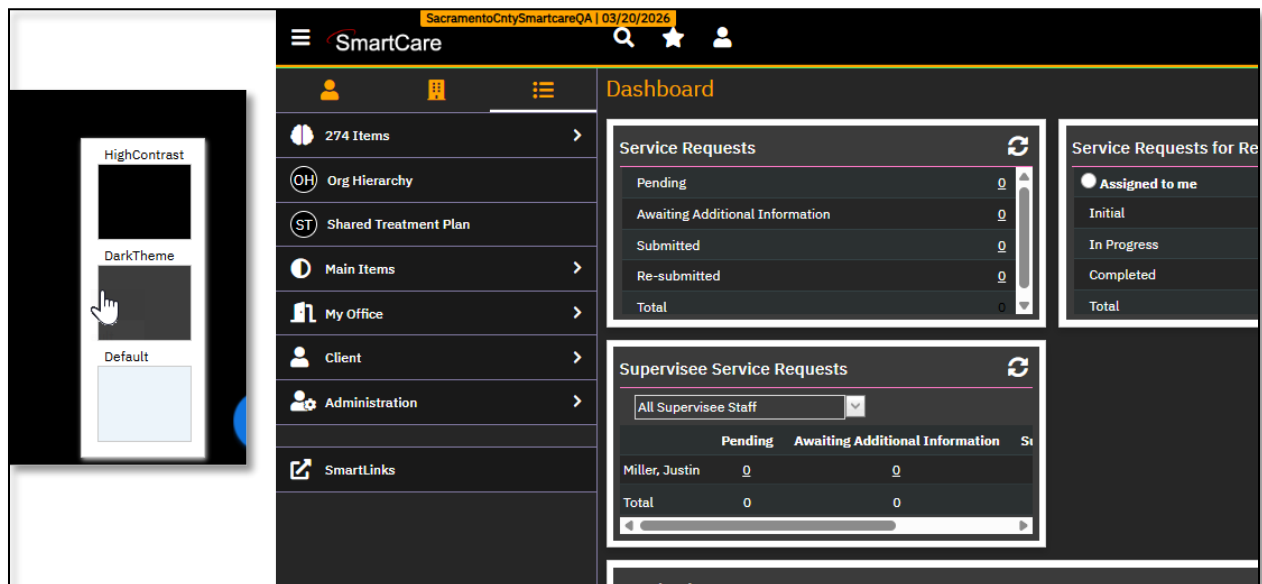 HighContrast
DarkTheme
Default
SacramentoCntySmartcareQA | 03/20/2026
SmartCare
274 Items
OH Org Hierarchy
ST Shared Treatment Plan
Main Items
My Office
Client
Administration
SmartLinks
Dashboard
Service Requests
Pending 0
Awaiting Additional Information 0
Submitted 0
Re-submitted 0
Total 0
Service Requests for Re
Assigned to me
Initial
In Progress
Completed
Total
Supervisee Service Requests
All Supervisee Staff
Pending Awaiting Additional Information Su
Miller, Justin 0 0
Total 0 0